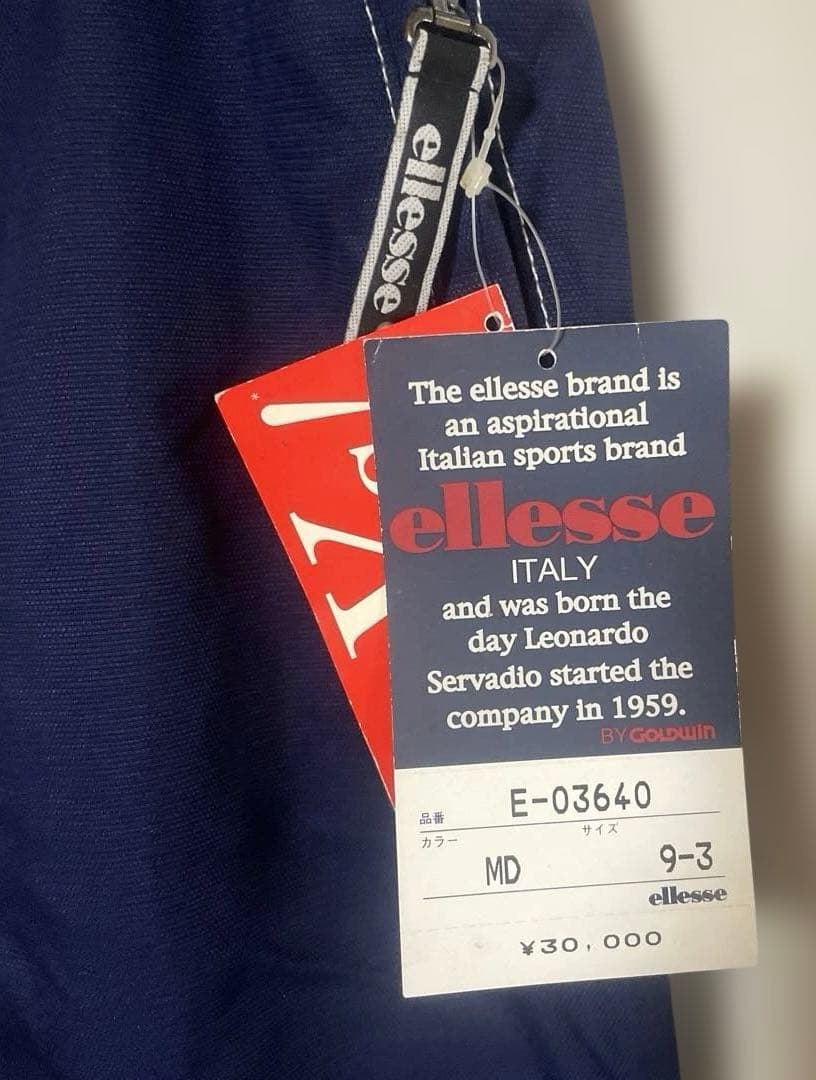 ellesse
The ellesse brand is
an aspirational
Italian sports brand
ellesse
ITALY
and was born the
day Leonardo
Servadio started the
company in 1959.
BY GOLDWIN
品番 E-03640
カラー サイズ
MD 9-3
ellesse
¥30,000